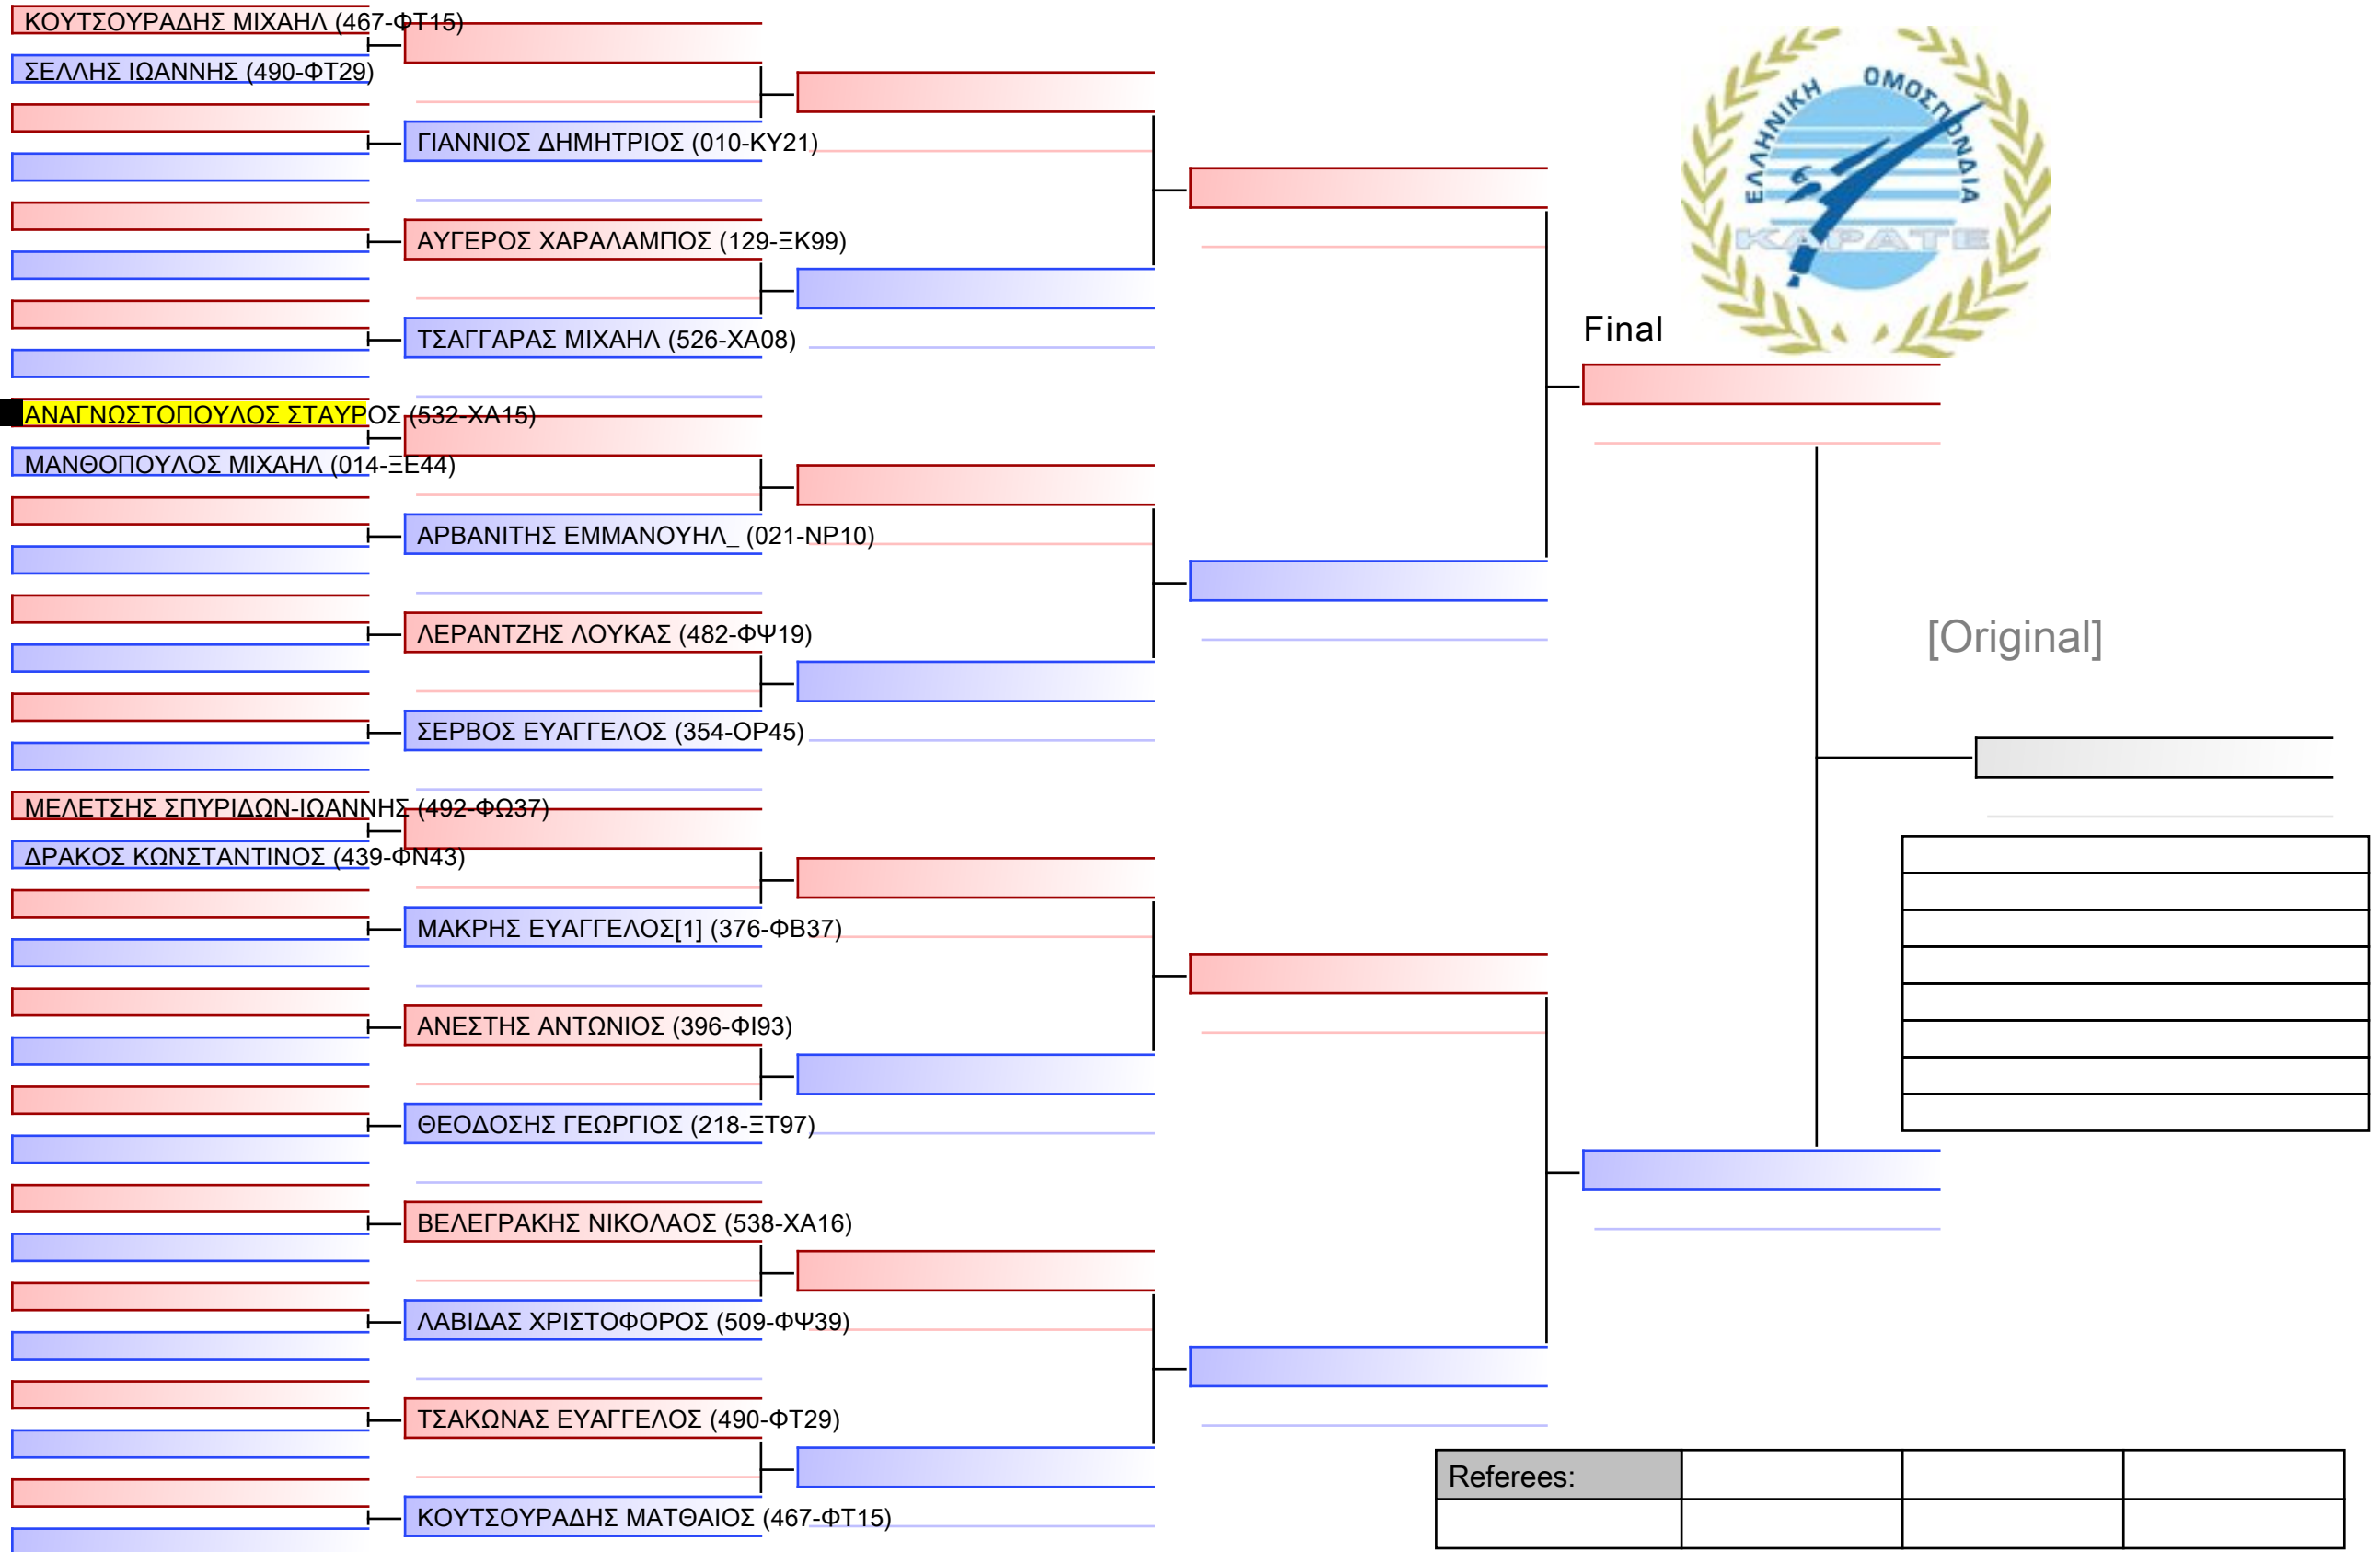 ΚΟΥΤΣΟΥΡΑΔΗΣ ΜΙΧΑΗΛ (467-ΦΤ15)
ΣΕΛΛΗΣ ΙΩΑΝΝΗΣ (490-ΦΤ29)
ΓΙΑΝΝΙΟΣ ΔΗΜΗΤΡΙΟΣ (010-ΚΥ21)
ΑΥΓΕΡΟΣ ΧΑΡΑΛΑΜΠΟΣ (129-ΞΚ99)
ΤΣΑΓΓΑΡΑΣ ΜΙΧΑΗΛ (526-ΧΑ08)
ΑΝΑΓΝΩΣΤΟΠΟΥΛΟΣ ΣΤΑΥΡΟΣ (532-ΧΑ15)
ΜΑΝΘΟΠΟΥΛΟΣ ΜΙΧΑΗΛ (014-ΞΕ44)
ΑΡΒΑΝΙΤΗΣ ΕΜΜΑΝΟΥΗΛ_ (021-ΝΡ10)
ΛΕΡΑΝΤΖΗΣ ΛΟΥΚΑΣ (482-ΦΨ19)
ΣΕΡΒΟΣ ΕΥΑΓΓΕΛΟΣ (354-ΟΡ45)
ΜΕΛΕΤΣΗΣ ΣΠΥΡΙΔΩΝ-ΙΩΑΝΝΗΣ (492-ΦΩ37)
ΔΡΑΚΟΣ ΚΩΝΣΤΑΝΤΙΝΟΣ (439-ΦΝ43)
ΜΑΚΡΗΣ ΕΥΑΓΓΕΛΟΣ[1] (376-ΦΒ37)
ΑΝΕΣΤΗΣ ΑΝΤΩΝΙΟΣ (396-ΦΙ93)
ΘΕΟΔΟΣΗΣ ΓΕΩΡΓΙΟΣ (218-ΞΤ97)
ΒΕΛΕΓΡΑΚΗΣ ΝΙΚΟΛΑΟΣ (538-ΧΑ16)
ΛΑΒΙΔΑΣ ΧΡΙΣΤΟΦΟΡΟΣ (509-ΦΨ39)
ΤΣΑΚΩΝΑΣ ΕΥΑΓΓΕΛΟΣ (490-ΦΤ29)
ΚΟΥΤΣΟΥΡΑΔΗΣ ΜΑΤΘΑΙΟΣ (467-ΦΤ15)
ΕΛΛΗΝΙΚΗ ΟΜΟΣΠΟΝΔΙΑ
ΚΑΡΑΤΕ
Final
[Original]
Referees: